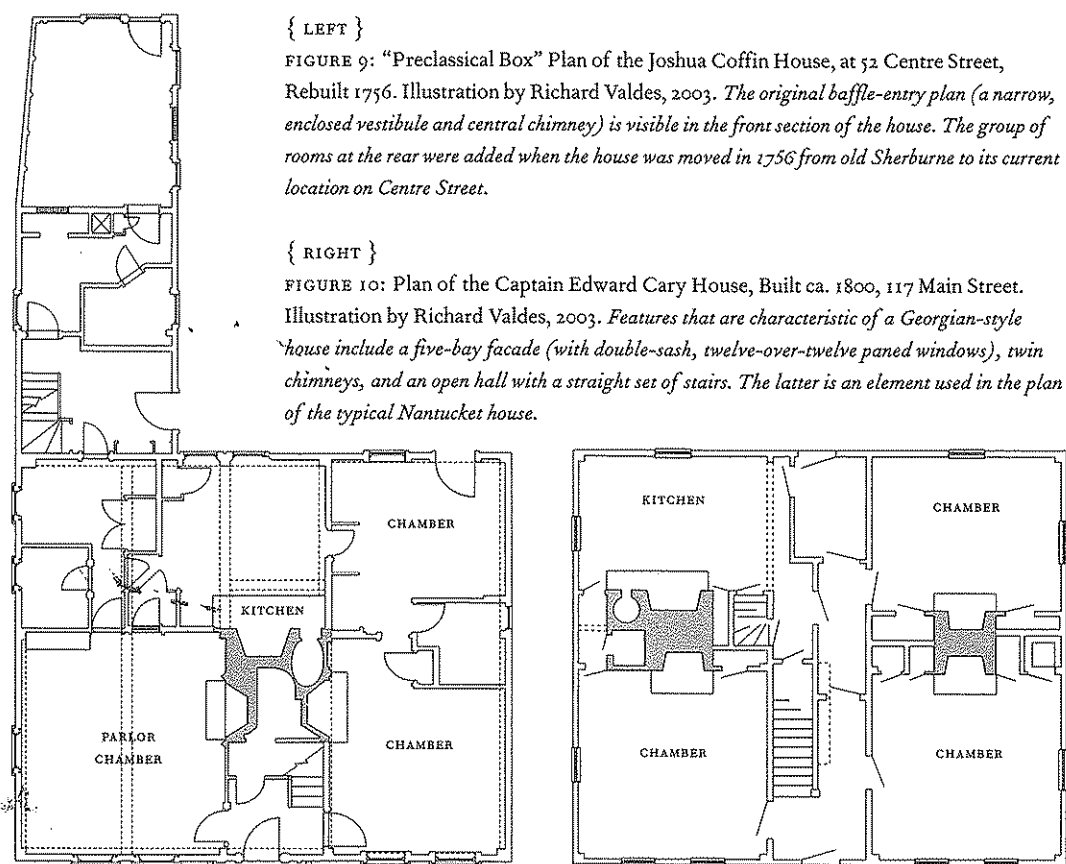 { LEFT }
FIGURE 9: “Preclassical Box” Plan of the Joshua Coffin House, at 52 Centre Street,
Rebuilt 1756. Illustration by Richard Valdes, 2003. The original baffle-entry plan (a narrow,
enclosed vestibule and central chimney) is visible in the front section of the house. The group of
rooms at the rear were added when the house was moved in 1756 from old Sherburne to its current
location on Centre Street.
{ RIGHT }
FIGURE 10: Plan of the Captain Edward Cary House, Built ca. 1800, 117 Main Street.
Illustration by Richard Valdes, 2003. Features that are characteristic of a Georgian-style
house include a five-bay facade (with double-sash, twelve-over-twelve paned windows), twin
chimneys, and an open hall with a straight set of stairs. The latter is an element used in the plan
of the typical Nantucket house.
CHAMBER
KITCHEN
PARLOR
CHAMBER
CHAMBER
KITCHEN
CHAMBER
CHAMBER
CHAMBER